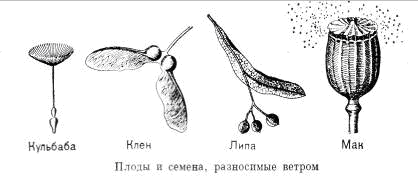 Кульбаба Клен Липа Мак
Плоды и семена, разносимые ветром